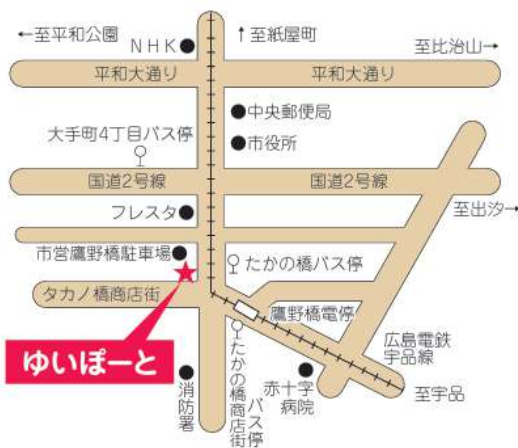 ←至平和公園
↑至紙屋町
NHK
至比治山→
平和大通り
平和大通り
中央郵便局
大手町4丁目バス停
市役所
国道2号線
国道2号線
フレスタ
至出汐→
市営鷹野橋駐車場
たかの橋バス停
タカノ橋商店街
鷹野橋電停
ゆいぽーと
広島電鉄
宇品線
たかの橋商店街
バス停
消防署
赤十字
病院
至宇品